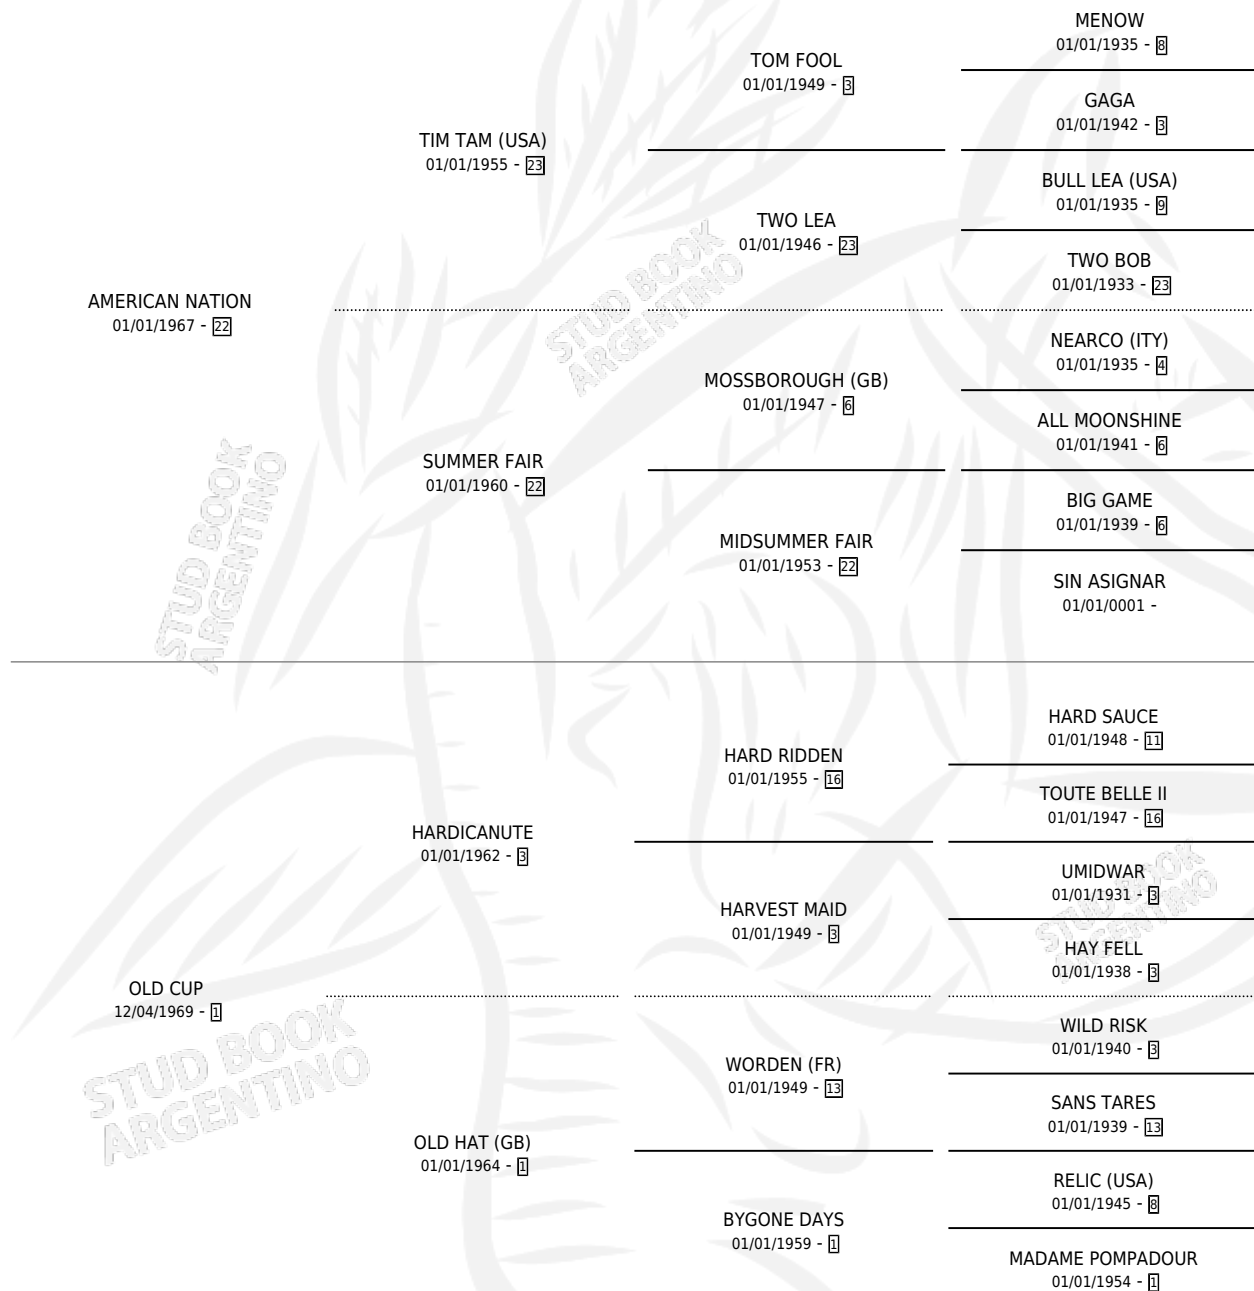 MENOW
01/01/1935 - 8
TOM FOOL
01/01/1949 - 3
GAGA
01/01/1942 - 3
TIM TAM (USA)
01/01/1955 - 23
BULL LEA (USA)
01/01/1935 - 9
TWO LEA
01/01/1946 - 23
TWO BOB
01/01/1933 - 23
AMERICAN NATION
01/01/1967 - 22
NEARCO (ITY)
01/01/1935 - 4
MOSSBOROUGH (GB)
01/01/1947 - 6
ALL MOONSHINE
01/01/1941 - 6
SUMMER FAIR
01/01/1960 - 22
BIG GAME
01/01/1939 - 6
MIDSUMMER FAIR
01/01/1953 - 22
SIN ASIGNAR
01/01/0001 -
HARD SAUCE
01/01/1948 - 11
HARD RIDDEN
01/01/1955 - 16
TOUTE BELLE II
01/01/1947 - 16
HARDICANUTE
01/01/1962 - 3
UMIDWAR
01/01/1931 - 3
HARVEST MAID
01/01/1949 - 3
HAY FELL
01/01/1938 - 3
OLD CUP
12/04/1969 - 1
WILD RISK
01/01/1940 - 3
WORDEN (FR)
01/01/1949 - 13
SANS TARES
01/01/1939 - 13
OLD HAT (GB)
01/01/1964 - 1
RELIC (USA)
01/01/1945 - 8
BYGONE DAYS
01/01/1959 - 1
MADAME POMPADOUR
01/01/1954 - 1
STUD BOOK
ARGENTINO
STUD BOOK
ARGENTINO
STUD BOOK
ARGENTINO
STUD BOOK
ARGENTINO